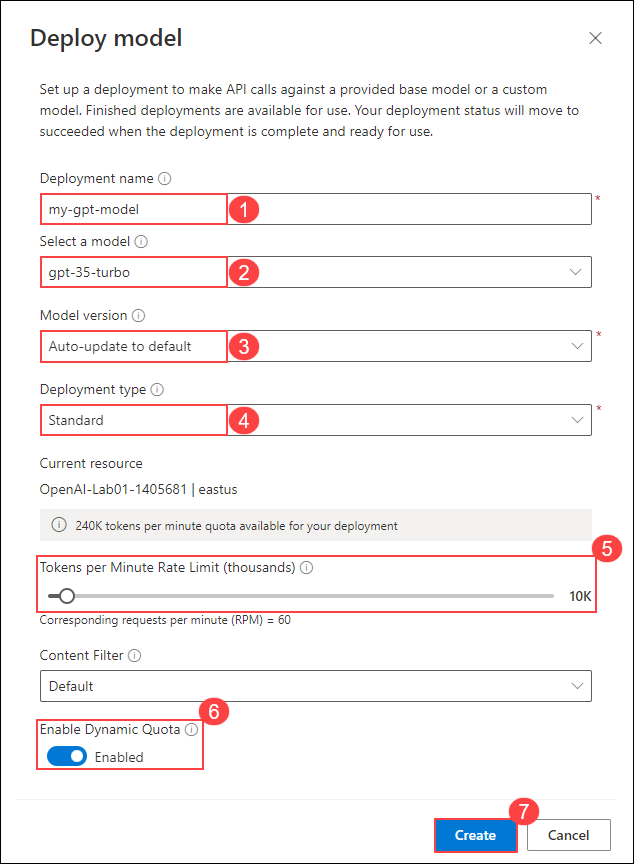 Deploy model
Set up a deployment to make API calls against a provided base model or a custom
model. Finished deployments are available for use. Your deployment status will move to
succeeded when the deployment is complete and ready for use.
Deployment name
*
my-gpt-model 1
Select a model
gpt-35-turbo 2
Model version
*
Auto-update to default 3
Deployment type
*
Standard 4
Current resource
OpenAI-Lab01-1405681 | eastus
240K tokens per minute quota available for your deployment
5
Tokens per Minute Rate Limit (thousands)
10K
Corresponding requests per minute (RPM) = 60
Content Filter
Default
6
Enable Dynamic Quota
Enabled
7
Create Cancel